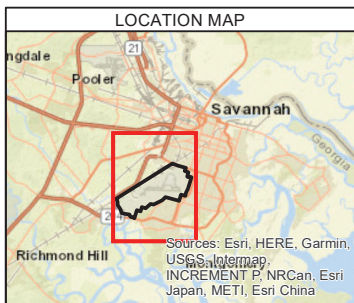 LOCATION MAP
ngdale
21
Pooler
Savannah
Georgia
204
Richmond Hill
Montgomery
Sources: Esri, HERE, Garmin,
USGS, Intermap,
INCREMENT P, NRCan, Esri
Japan, METI, Esri China